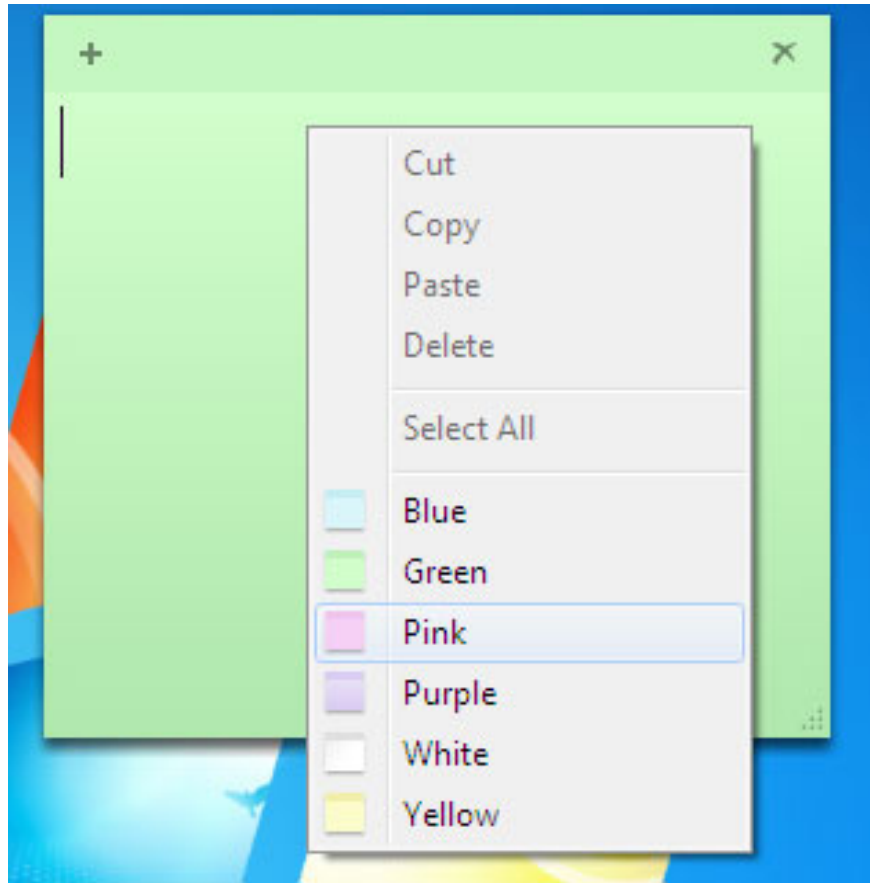 Cut
Copy
Paste
Delete
Select All
Blue
Green
Pink
Purple
White
Yellow